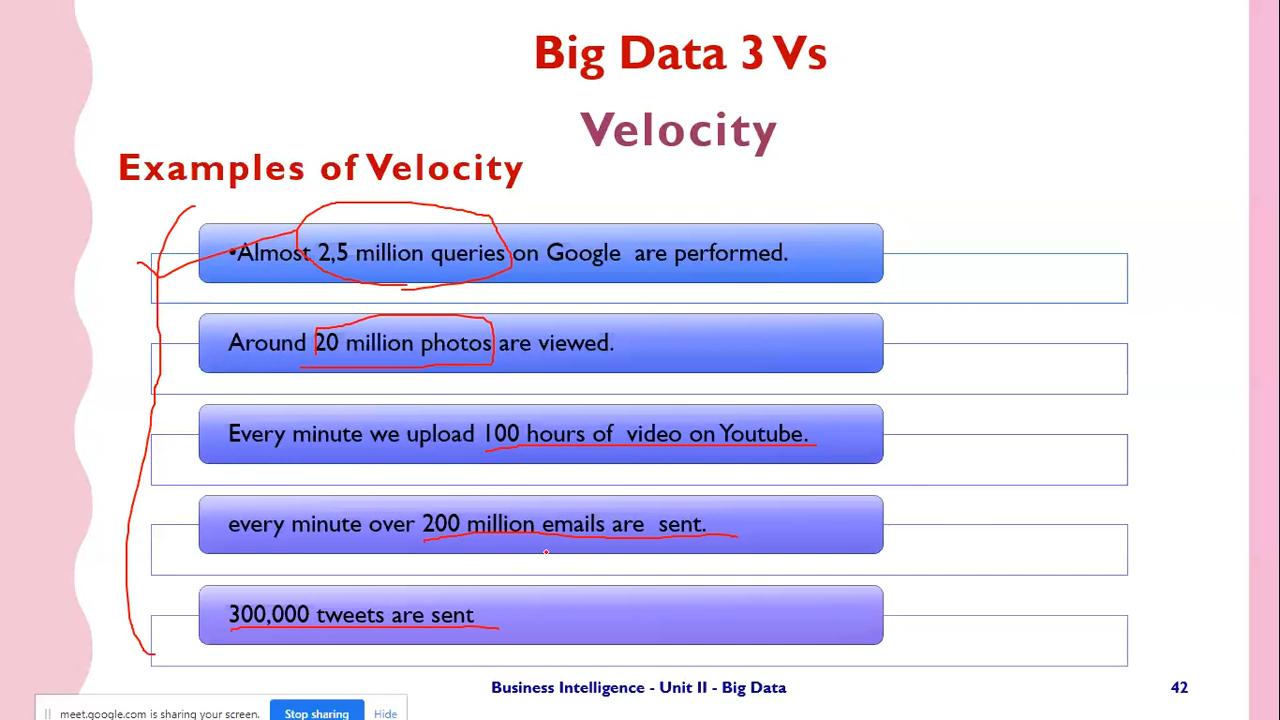 Big Data 3 Vs
Velocity
Examples of Velocity
•Almost 2,5 million queries on Google are performed.
Around 20 million photos are viewed.
Every minute we upload 100 hours of video on Youtube.
every minute over 200 million emails are sent.
300,000 tweets are sent
Business Intelligence - Unit II - Big Data
42
meet.google.com is sharing your screen.
Stop sharing
Hide